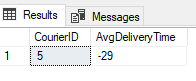 Results Messages
CourierID AvgDeliveryTime
1 5 -29